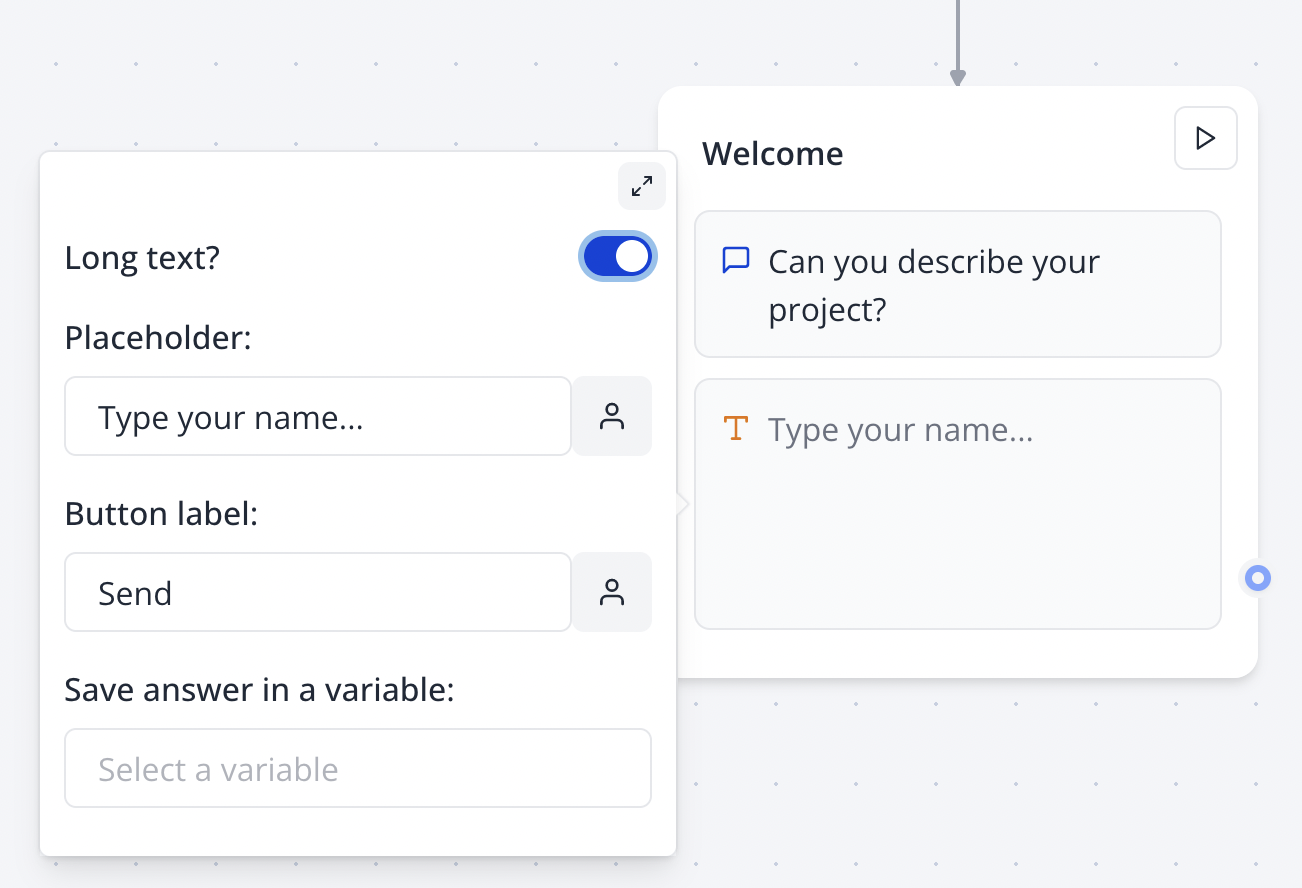 Long text?
Placeholder:
Type your name...
Button label:
Send
Save answer in a variable:
Select a variable
Welcome
Can you describe your
project?
Type your name...